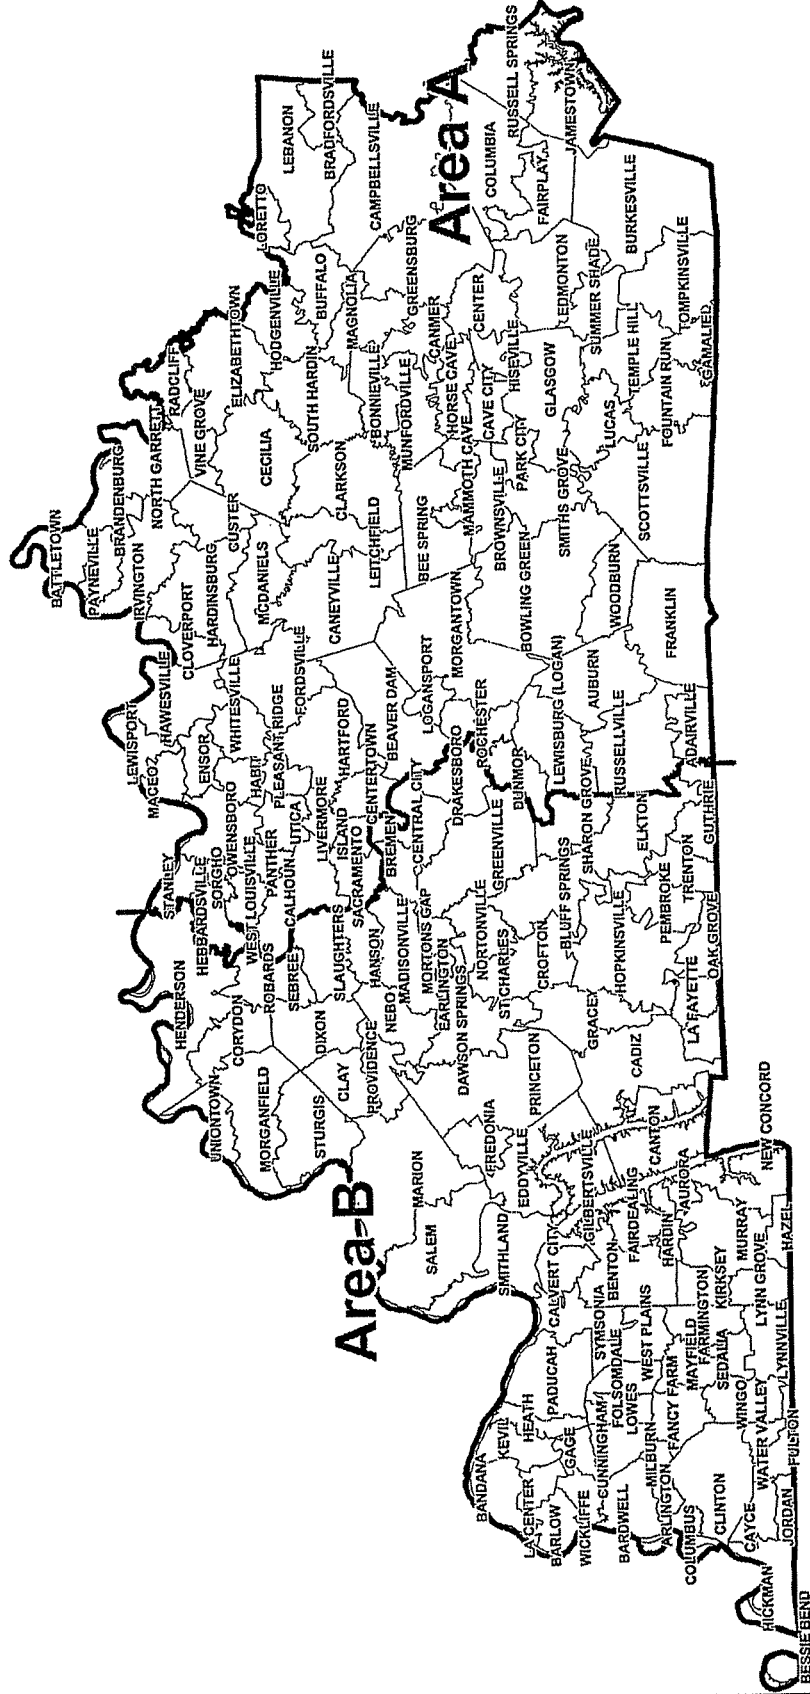 BATTLETOWN
PAYNEVILLE
BRANDENBURG
IRVINGTON
NORTH GARRETT
RADCLIFF
VINE GROVE
LEWISPORT
HAWESVILLE
CLOVERPORT
HARDINSBURG
CUSTER
ELIZABETHTOWN
LORETTO
LEBANON
BRADFORDSVILLE
CAMPBELLSVILLE
Area A
RUSSELL SPRINGS
COLUMBIA
FAIRPLAY
JAMESTOWN
BURKESVILLE
MACEO
ENSOR
WHITESVILLE
MCDANIELS
CECILIA
HODGENVILLE
BUFFALO
MAGNOLIA
GREENSBURG
SOUTH HARDIN
BONNIEVILLE
MUNFORDVILLE
CANMER
HORSE CAVE
CENTER
EDMONTON
SUMMER SHADE
TOMPKINSVILLE
STANLEY
HEBBARDSVILLE
SORGHO
OWENSBORO
HABIT
PLEASANT RIDGE
FORDSVILLE
CANEYVILLE
CLARKSON
LEITCHFIELD
BEE SPRING
MAMMOTH CAVE
CAVE CITY
HISEVILLE
PARK CITY
GLASGOW
TEMPLE HILL
FOUNTAIN RUN
GAMALIED
WEST LOUISVILLE
PANTHER
UTICA
CALHOUN
LIVERMORE
ISLAND
SACRAMENTO
HARTFORD
CENTERTOWN
BEAVER DAM
LOGANSPORT
MORGANTOWN
BROWNSVILLE
BOWLING GREEN
SMITHS GROVE
LUCAS
SCOTTSVILLE
HENDERSON
CORYDON
ROBARDS
SEBREE
SLAUGHTERS
HANSON
BREMEN
CENTRAL CITY
DRAKESBORO
ROCHESTER
DUNMOR
LEWISBURG (LOGAN)
AUBURN
WOODBURN
FRANKLIN
RUSSELLVILLE
ADAIRVILLE
UNIONTOWN
MORGANFIELD
STURGIS
DIXON
CLAY
PROVIDENCE
NEBO
MADISONVILLE
MORTONS GAP
EARLINGTON
DAWSON SPRINGS
NORTONVILLE
ST CHARLES
GREENVILLE
CROFTON
BLUFF SPRINGS
SHARON GROVE
ELKTON
GUTHRIE
TRENTON
PEMBROKE
HOPKINSVILLE
OAK GROVE
LA FAYETTE
GRACEY
CADIZ
PRINCETON
Area B
MARION
SALEM
FREDONIA
EDDYVILLE
SMITHLAND
GILBERTSVILLE
CANTON
CALVERT CITY
BENTON
FAIRDEALING
HARDIN
AURORA
NEW CONCORD
MURRAY
HAZEL
KIRKSEY
LYNN GROVE
PADUCAH
SYMSONIA
WEST PLAINS
FOLSOMDALE
LOWES
MAYFIELD
FARMINGTON
SEDALIA
LYNNVILLE
BANDANA
KEVIL
HEATH
GAGE
LA CENTER
BARLOW
WICKLIFFE
CUNNINGHAM
BARDWELL
MILBURN
FANCY FARM
ARLINGTON
COLUMBUS
CLINTON
WINGO
WATER VALLEY
FULTON
CAYCE
JORDAN
HICKMAN
BESSIE BEND